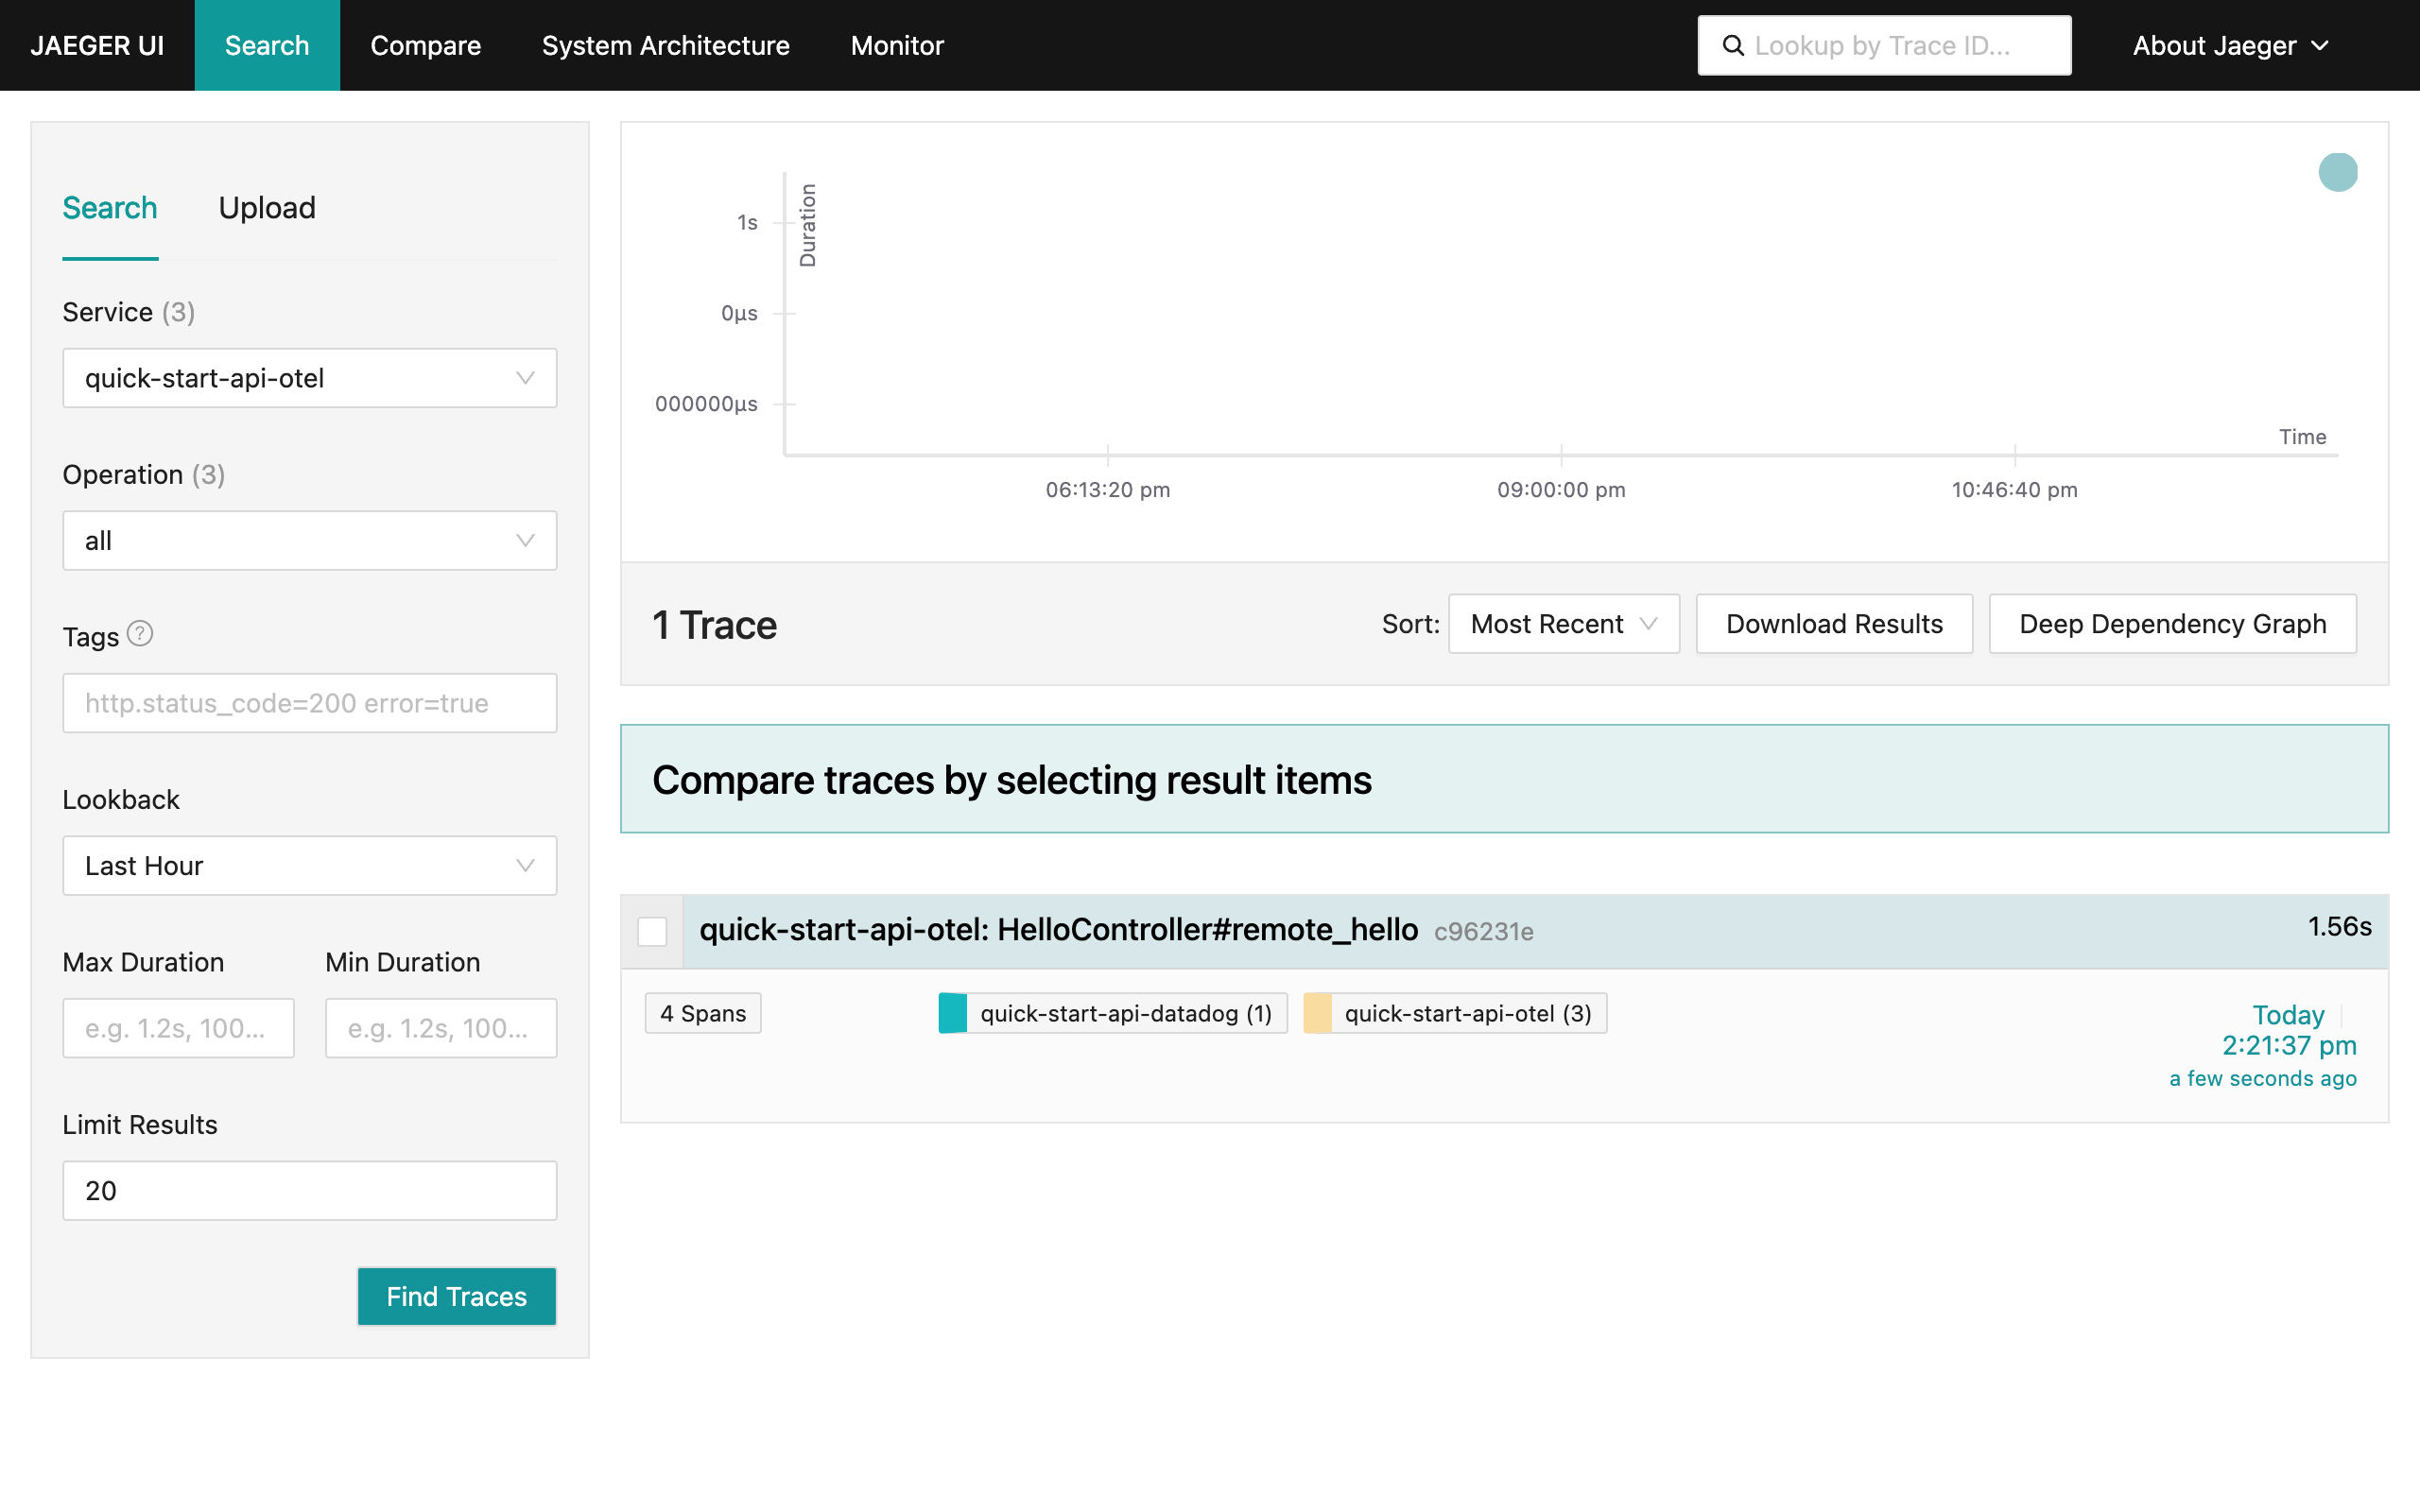 JAEGER UI
Search
Compare
System Architecture
Monitor
Lookup by Trace ID...
About Jaeger
Search
Upload
Service (3)
quick-start-api-otel
Operation (3)
all
Tags ?
http.status_code=200 error=true
Lookback
Last Hour
Max Duration
Min Duration
e.g. 1.2s, 100...
e.g. 1.2s, 100...
Limit Results
20
Find Traces
Duration
1s
0μs
000000μs
Time
06:13:20 pm
09:00:00 pm
10:46:40 pm
1 Trace
Sort:
Most Recent
Download Results
Deep Dependency Graph
Compare traces by selecting result items
quick-start-api-otel: HelloController#remote_hello c96231e
1.56s
4 Spans
quick-start-api-datadog (1)
quick-start-api-otel (3)
Today
2:21:37 pm
a few seconds ago